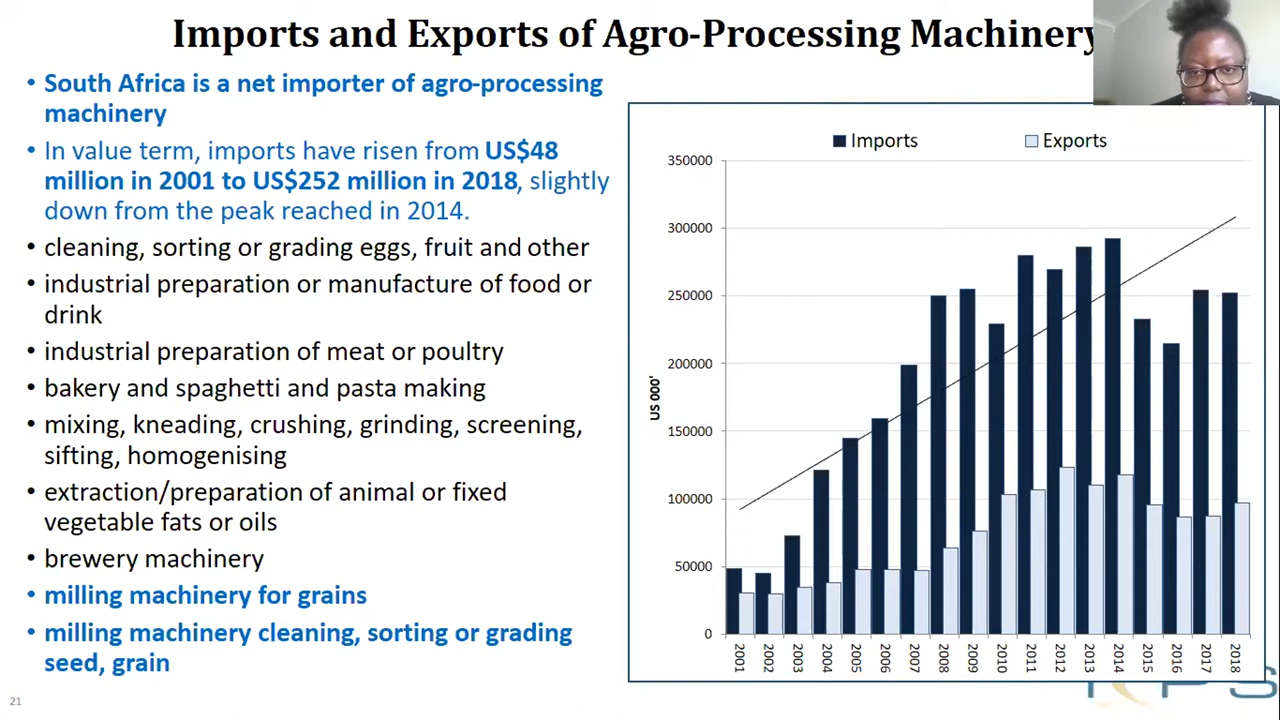 Imports and Exports of Agro-Processing Machinery
• South Africa is a net importer of agro-processing
machinery
• In value term, imports have risen from US$48
million in 2001 to US$252 million in 2018, slightly
down from the peak reached in 2014.
• cleaning, sorting or grading eggs, fruit and other
• industrial preparation or manufacture of food or
drink
• industrial preparation of meat or poultry
• bakery and spaghetti and pasta making
• mixing, kneading, crushing, grinding, screening,
sifting, homogenising
• extraction/preparation of animal or fixed
vegetable fats or oils
• brewery machinery
• milling machinery for grains
• milling machinery cleaning, sorting or grading
seed, grain
21
Imports Exports
US 000'
350000
300000
250000
200000
150000
100000
50000
0
2001 2002 2003 2004 2005 2006 2007 2008 2009 2010 2011 2012 2013 2014 2015 2016 2017 2018